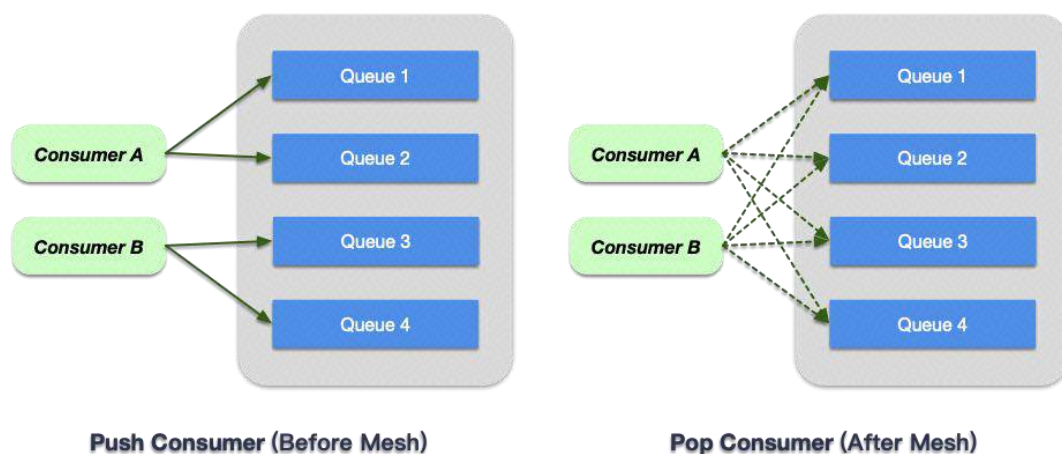 Queue 1
Queue 2
Queue 3
Queue 4
Consumer A
Consumer B
Push Consumer (Before Mesh)
Queue 1
Queue 2
Queue 3
Queue 4
Consumer A
Consumer B
Pop Consumer (After Mesh)